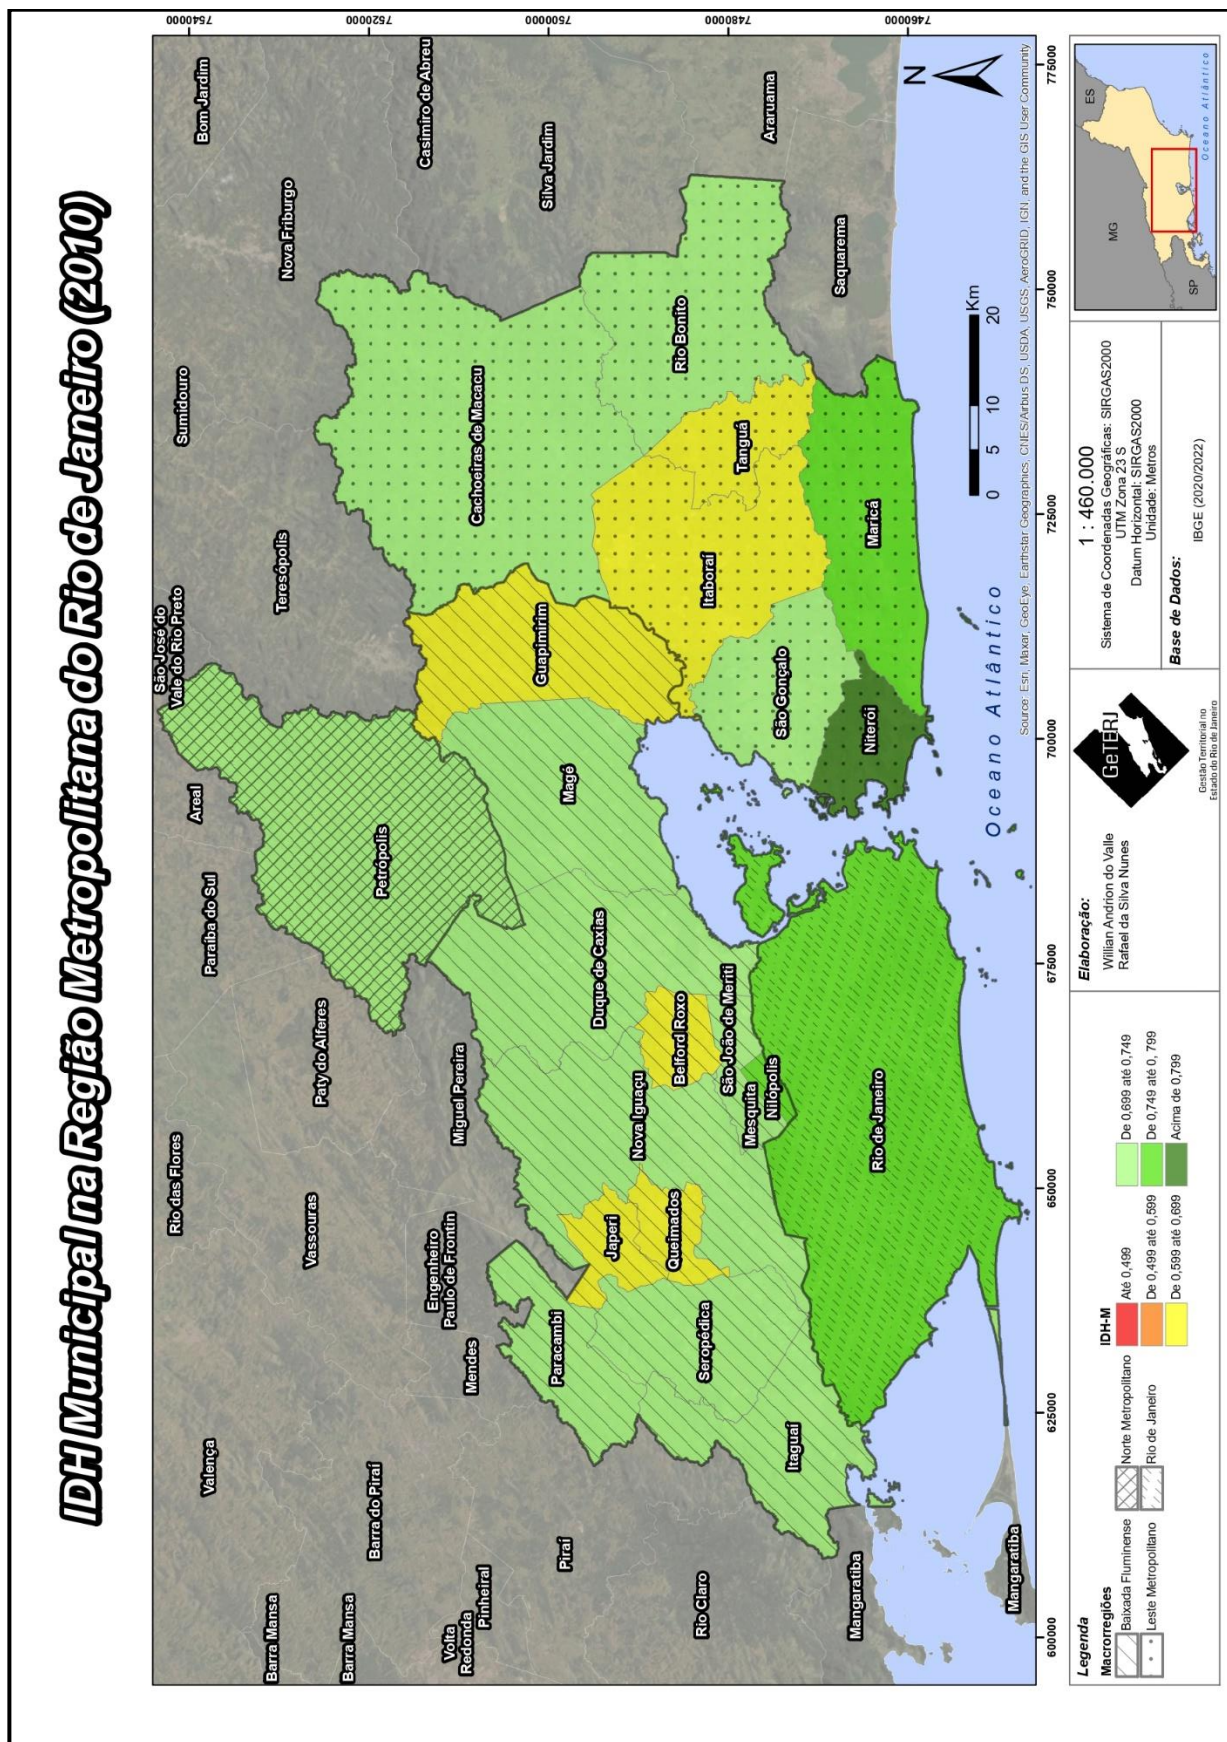 IDH Municipal na Região Metropolitana do Rio de Janeiro (2010)
600000
625000
650000
675000
700000
725000
750000
775000
7540000
7520000
7500000
7480000
7460000
Barra Mansa
Barra Mansa
Volta
Redonda
Pinheiral
Barra do Piraí
Valença
Piraí
Rio Claro
Mangaratiba
Mangaratiba
Rio das Flores
Vassouras
Engenheiro
Paulo de Frontin
Mendes
Paracambi
Seropédica
Itaguaí
Japeri
Queimados
Paty do Alferes
Miguel Pereira
Nova Iguaçu
Mesquita
Nilópolis
São João de Meriti
Belford Roxo
Duque de Caxias
Rio de Janeiro
Paraíba do Sul
Areal
Petrópolis
Magé
São José do
Vale do Rio Preto
Teresópolis
Guapimirim
Sumidouro
Nova Friburgo
Bom Jardim
Casimiro de Abreu
Silva Jardim
Araruama
Saquarema
Cachoeiras de Macacu
Rio Bonito
Tanguá
Itaboraí
São Gonçalo
Niterói
Maricá
Oceano Atlântico
N
0 5 10 20
Km
Source: Esri, Maxar, GeoEye, Earthstar Geographics, CNES/Airbus DS, USDA, USGS, AeroGRID, IGN, and the GIS User Community
Legenda
Macrorregiões
Baixada Fluminense
Norte Metropolitano
Leste Metropolitano
Rio de Janeiro
IDH-M
Até 0,499
De 0,499 até 0,599
De 0,599 até 0,699
De 0,699 até 0,749
De 0,749 até 0, 799
Acima de 0,799
Elaboração:
Willian Andrion do Valle
Rafael da Silva Nunes
GeTERJ
Gestão Territorial no
Estado do Rio de Janeiro
1 : 460.000
Sistema de Coordenadas Geográficas: SIRGAS2000
UTM Zona 23 S
Datum Horizontal: SIRGAS2000
Unidade: Metros
Base de Dados:
IBGE (2020/2022)
MG
ES
SP
Oceano Atlântico